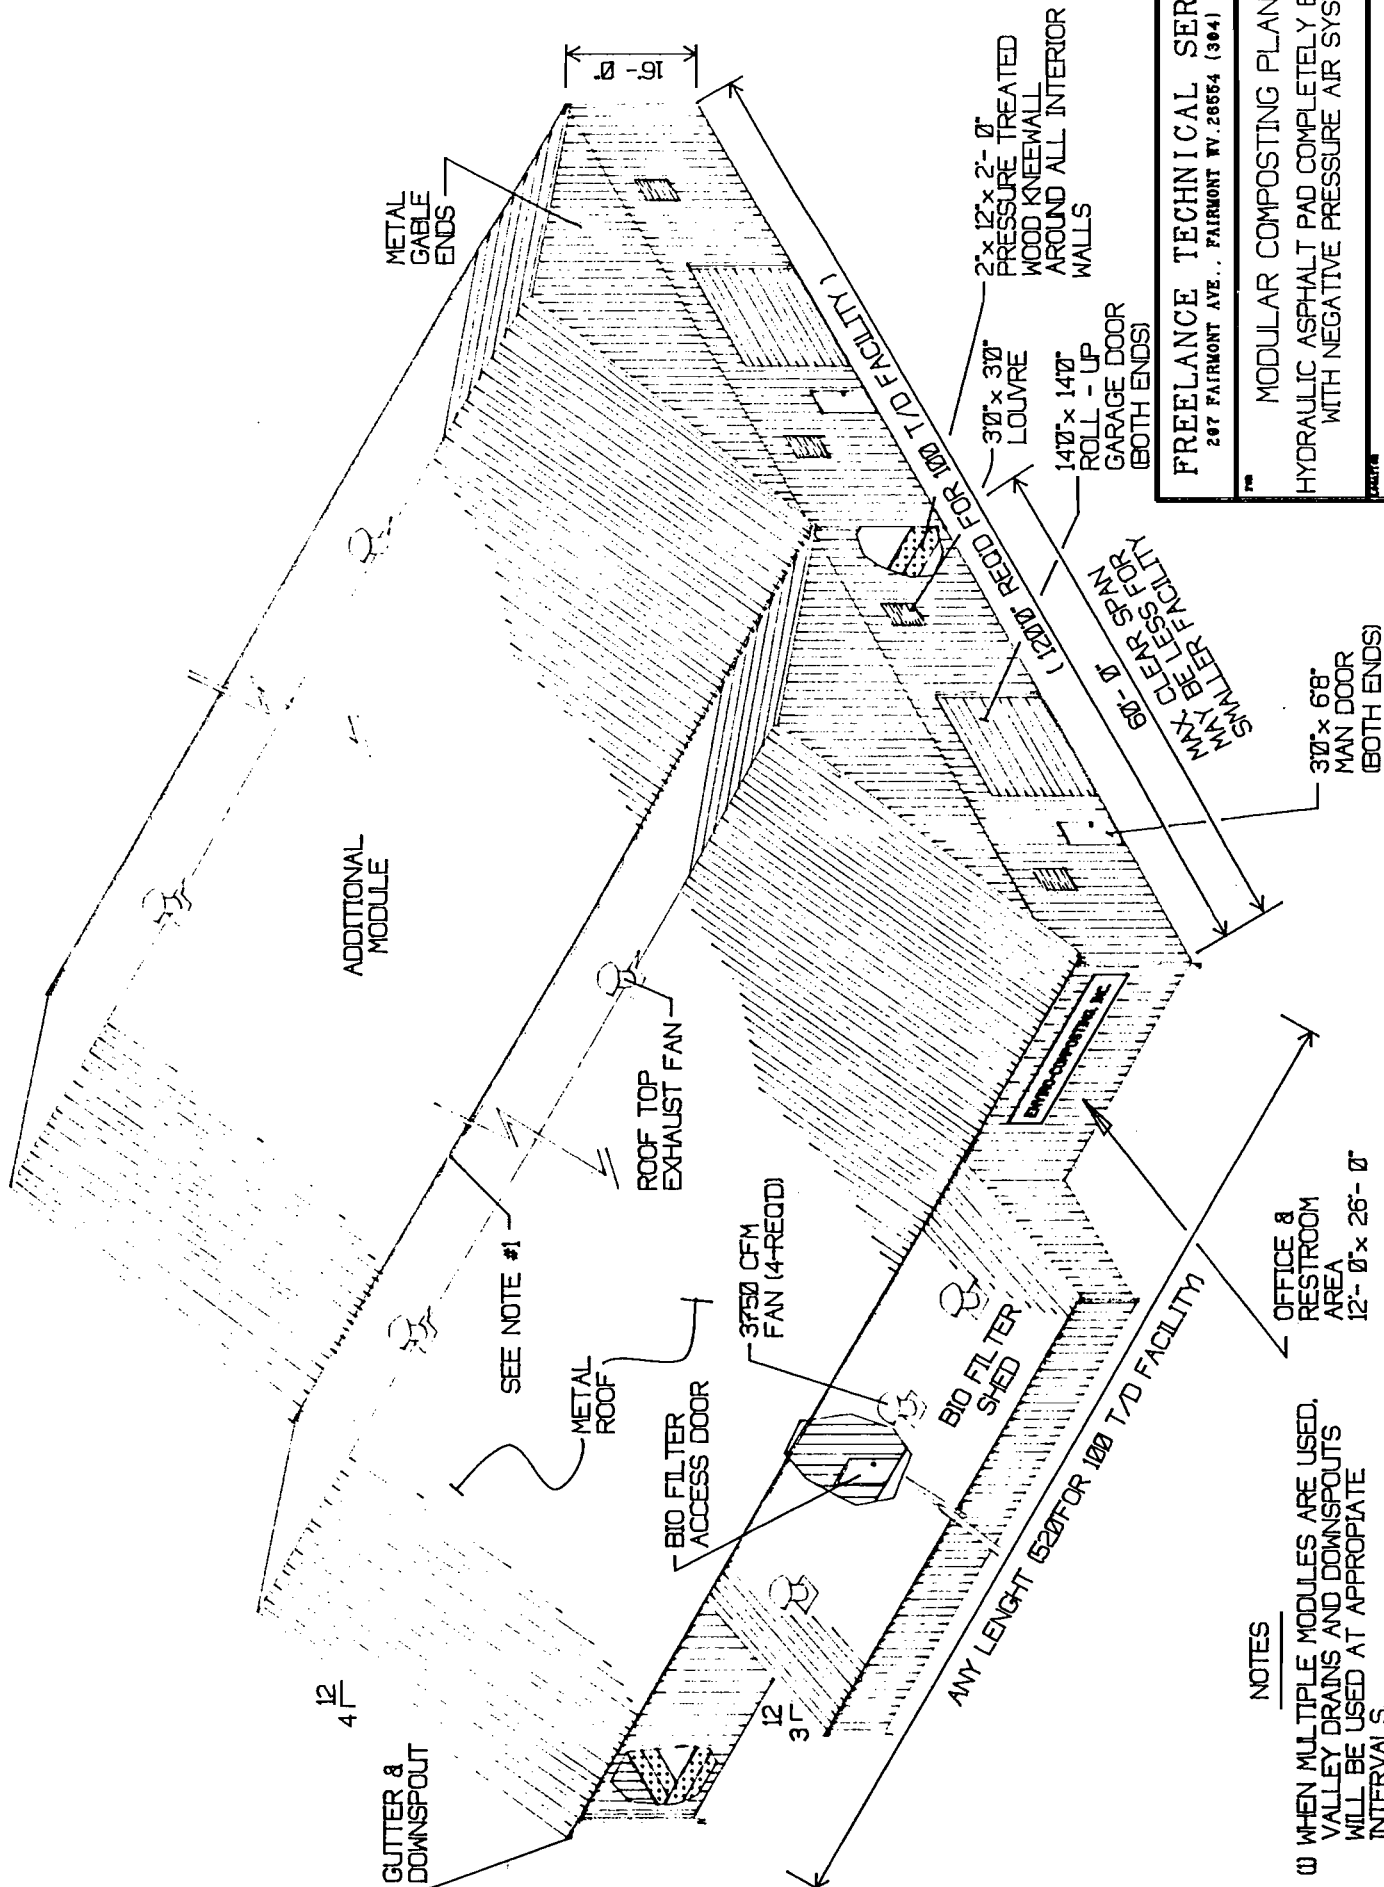 16'- 0"
METAL
GABLE
ENDS
2" x 12" x 2'- 0"
PRESSURE TREATED
WOOD KNEEWALL
AROUND ALL INTERIOR
WALLS
3'0" x 3'0"
LOUVRE
14'0" x 14'0"
ROLL - UP
GARAGE DOOR
(BOTH ENDS)
(120'0" REQ'D FOR 100 T/D FACILITY)
60'- 0"
MAX. CLEAR SPAN
MAY BE LESS FOR
SMALLER FACILITY
3'0" x 6'8"
MAN DOOR
(BOTH ENDS)
ADDITIONAL
MODULE
ROOF TOP
EXHAUST FAN
SEE NOTE #1
METAL
ROOF
3750 CFM
FAN (4-REQ'D)
BIO FILTER
ACCESS DOOR
BIO FILTER
SHED
ENVIRO-COMPOSTING, INC.
12
4
12
3
GUTTER &
DOWNSPOUT
ANY LENGHT (520'FOR 100 T/D FACILITY)
OFFICE &
RESTROOM
AREA
12'- 0" x 26'- 0"
NOTES
(1) WHEN MULTIPLE MODULES ARE USED,
VALLEY DRAINS AND DOWNSPOUTS
WILL BE USED AT APPROPIATE
INTERVALS
FREELANCE TECHNICAL SER
297 FAIRMONT AVE., FAIRMONT WV. 26554 (304)
FOR
MODULAR COMPOSTING PLAN
HYDRAULIC ASPHALT PAD COMPLETELY E
WITH NEGATIVE PRESSURE AIR SYS